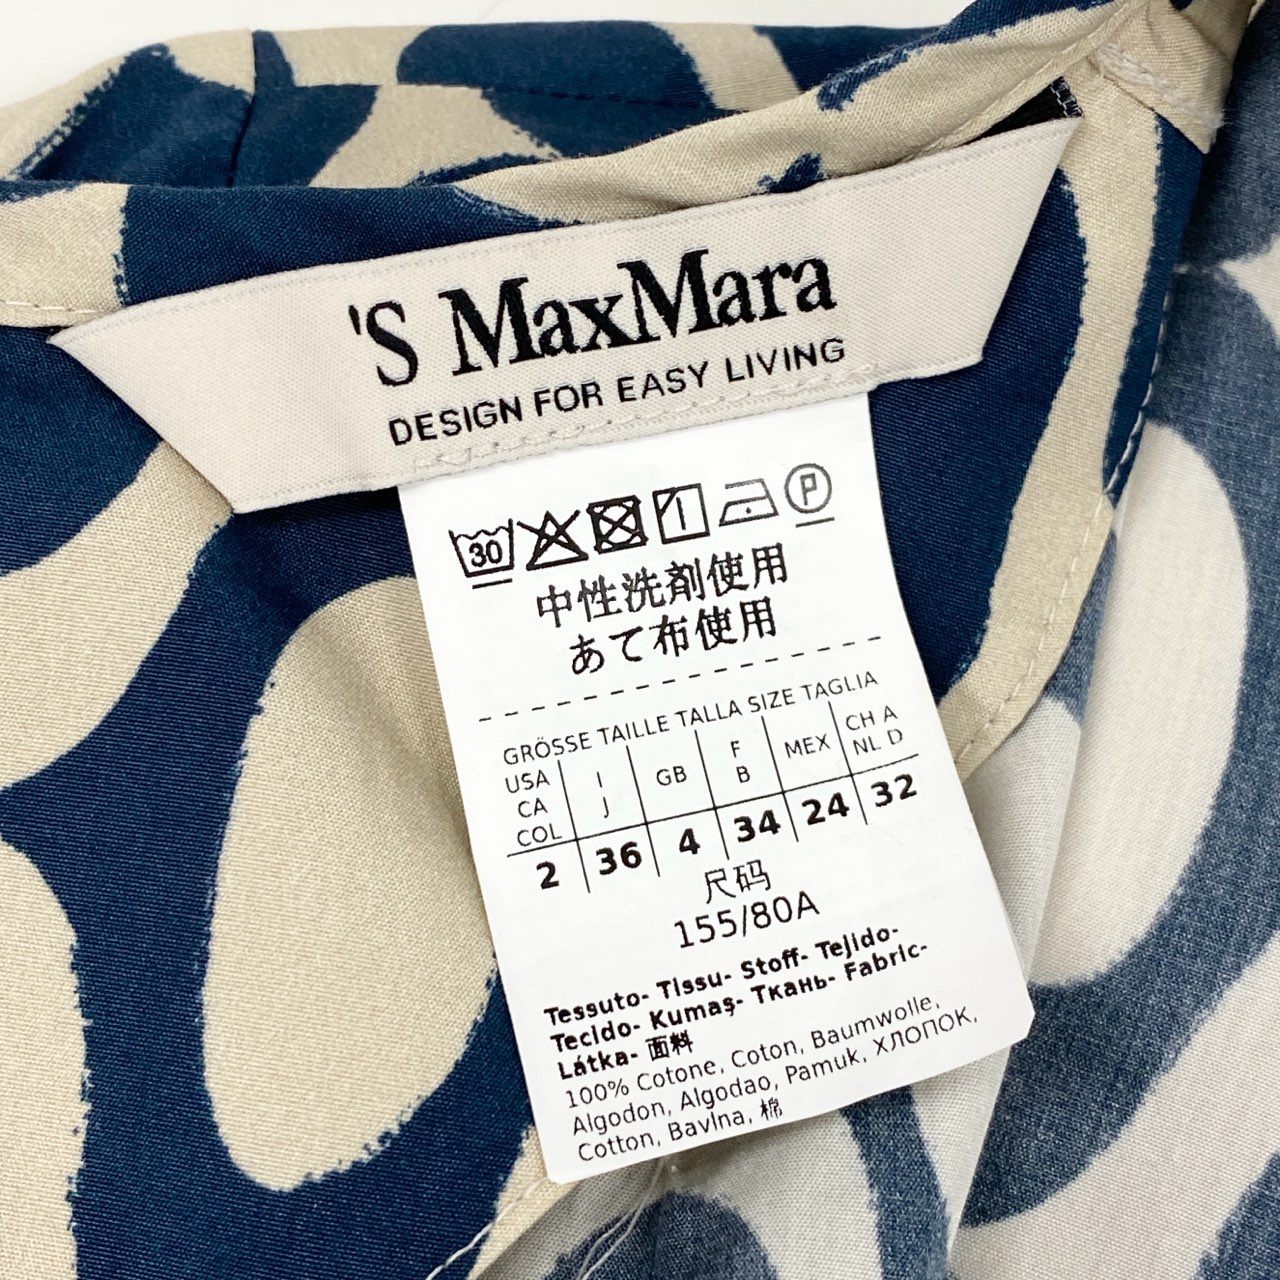 'S MaxMara
DESIGN FOR EASY LIVING
30 P
中性洗剤使用
あて布使用
GRÖSSE TAILLE TALLA SIZE TAGLIA
USA CA COL | I J | GB | F B | MEX | CH A NL D
2 | 36 | 4 | 34 | 24 | 32
尺码
155/80A
Tessuto- Tissu- Stoff- Tejido-
Tecido- Kumaş- Ткань- Fabric-
Látka- 面料
100% Cotone, Coton, Baumwolle,
Algodon, Algodao, Pamuk, ХЛОПОК,
Cotton, Bavlna, 棉